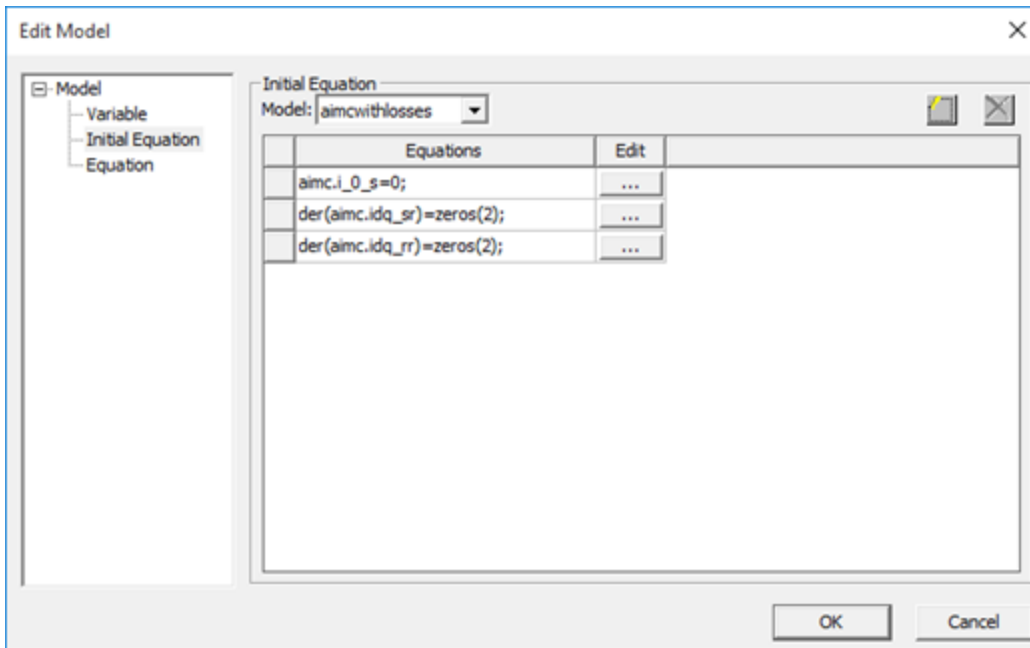 Edit Model
Model
Variable
Initial Equation
Equation
Initial Equation
Model: aimcwithlosses
Equations Edit
aimc.i_0_s=0; ...
der(aimc.idq_sr)=zeros(2); ...
der(aimc.idq_rr)=zeros(2); ...
OK Cancel